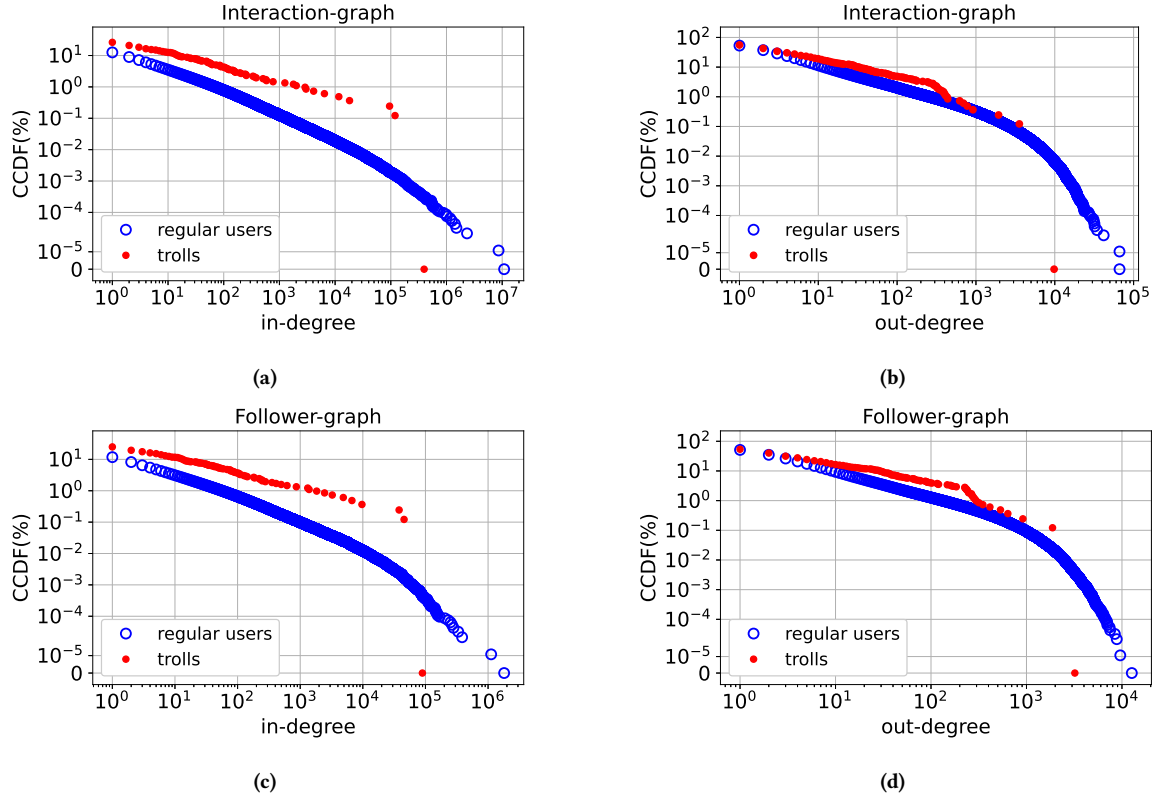 Interaction-graph
CCDF(%)
10^1
10^0
10^-1
10^-2
10^-3
10^-4
10^-5
0
regular users
trolls
10^0 10^1 10^2 10^3 10^4 10^5 10^6 10^7
in-degree
(a)
Interaction-graph
CCDF(%)
10^2
10^1
10^0
10^-1
10^-2
10^-3
10^-4
10^-5
0
regular users
trolls
10^0 10^1 10^2 10^3 10^4 10^5
out-degree
(b)
Follower-graph
CCDF(%)
10^1
10^0
10^-1
10^-2
10^-3
10^-4
10^-5
0
regular users
trolls
10^0 10^1 10^2 10^3 10^4 10^5 10^6
in-degree
(c)
Follower-graph
CCDF(%)
10^2
10^1
10^0
10^-1
10^-2
10^-3
10^-4
10^-5
0
regular users
trolls
10^0 10^1 10^2 10^3 10^4
out-degree
(d)